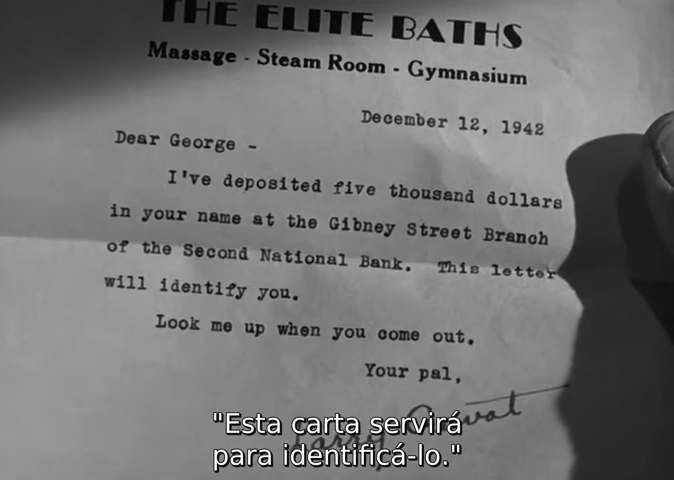 THE ELITE BATHS
Massage - Steam Room - Gymnasium
December 12, 1942
Dear George -
I've deposited five thousand dollars
in your name at the Gibney Street Branch
of the Second National Bank. This letter
will identify you.
Look me up when you come out.
Your pal,
Larry
"Esta carta servirá
para identificá-lo."